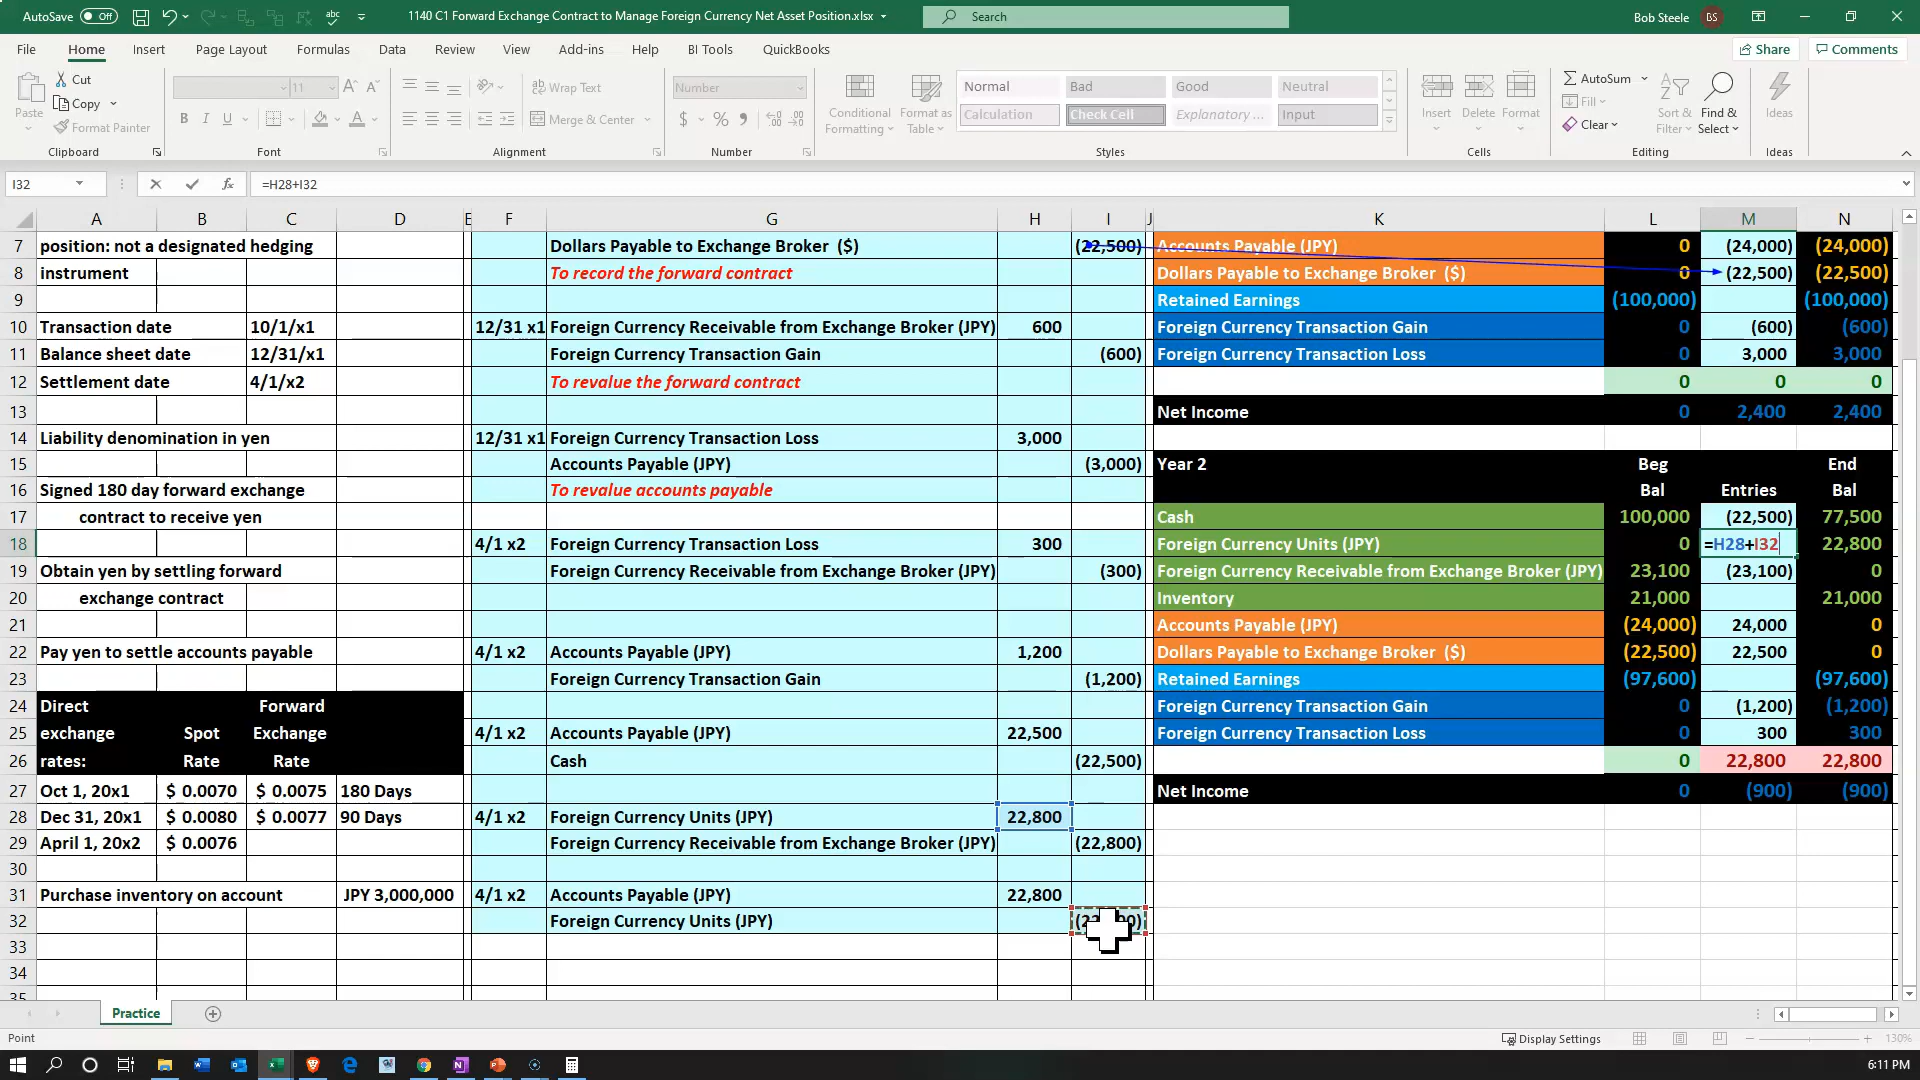 AutoSave Off 1140 C1 Forward Exchange Contract to Manage Foreign Currency Net Asset Position.xlsx Search Bob Steele BS
File Home Insert Page Layout Formulas Data Review View Add-ins Help BI Tools QuickBooks Share Comments
Paste Cut Copy Format Painter Clipboard
11 B I U Font
Wrap Text Merge & Center Alignment
Number $ % Number
Conditional Formatting Format as Table
Normal Bad Good Neutral
Calculation Check Cell Explanatory ... Input
Styles
Insert Delete Format Cells
AutoSum Fill Clear Sort & Filter Find & Select Editing
Ideas Ideas
I32 fx =H28+I32
A B C D E F G H I J K L M N
7 position: not a designated hedging Dollars Payable to Exchange Broker ($) (22,500) Accounts Payable (JPY) 0 (24,000) (24,000)
8 instrument To record the forward contract Dollars Payable to Exchange Broker ($) 0 (22,500) (22,500)
9 Retained Earnings (100,000) (100,000)
10 Transaction date 10/1/x1 12/31 x1 Foreign Currency Receivable from Exchange Broker (JPY) 600 Foreign Currency Transaction Gain 0 (600) (600)
11 Balance sheet date 12/31/x1 Foreign Currency Transaction Gain (600) Foreign Currency Transaction Loss 0 3,000 3,000
12 Settlement date 4/1/x2 To revalue the forward contract 0 0 0
13 Net Income 0 2,400 2,400
14 Liability denomination in yen 12/31 x1 Foreign Currency Transaction Loss 3,000
15 Accounts Payable (JPY) (3,000) Year 2 Beg End
16 Signed 180 day forward exchange To revalue accounts payable Bal Entries Bal
17 contract to receive yen Cash 100,000 (22,500) 77,500
18 4/1 x2 Foreign Currency Transaction Loss 300 Foreign Currency Units (JPY) 0 =H28+I32 22,800
19 Obtain yen by settling forward Foreign Currency Receivable from Exchange Broker (JPY) (300) Foreign Currency Receivable from Exchange Broker (JPY) 23,100 (23,100) 0
20 exchange contract Inventory 21,000 21,000
21 Accounts Payable (JPY) (24,000) 24,000 0
22 Pay yen to settle accounts payable 4/1 x2 Accounts Payable (JPY) 1,200 Dollars Payable to Exchange Broker ($) (22,500) 22,500 0
23 Foreign Currency Transaction Gain (1,200) Retained Earnings (97,600) (97,600)
24 Direct Forward Foreign Currency Transaction Gain 0 (1,200) (1,200)
25 exchange Spot Exchange 4/1 x2 Accounts Payable (JPY) 22,500 Foreign Currency Transaction Loss 0 300 300
26 rates: Rate Rate Cash (22,500) 0 22,800 22,800
27 Oct 1, 20x1 $ 0.0070 $ 0.0075 180 Days Net Income 0 (900) (900)
28 Dec 31, 20x1 $ 0.0080 $ 0.0077 90 Days 4/1 x2 Foreign Currency Units (JPY) 22,800
29 April 1, 20x2 $ 0.0076 Foreign Currency Receivable from Exchange Broker (JPY) (22,800)
30
31 Purchase inventory on account JPY 3,000,000 4/1 x2 Accounts Payable (JPY) 22,800
32 Foreign Currency Units (JPY)
33
34
35
Practice
Point Display Settings 130%
6:11 PM